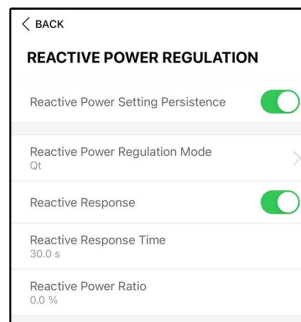 BACK
REACTIVE POWER REGULATION
Reactive Power Setting Persistence
Reactive Power Regulation Mode
Qt
Reactive Response
Reactive Response Time
30.0 s
Reactive Power Ratio
0.0 %